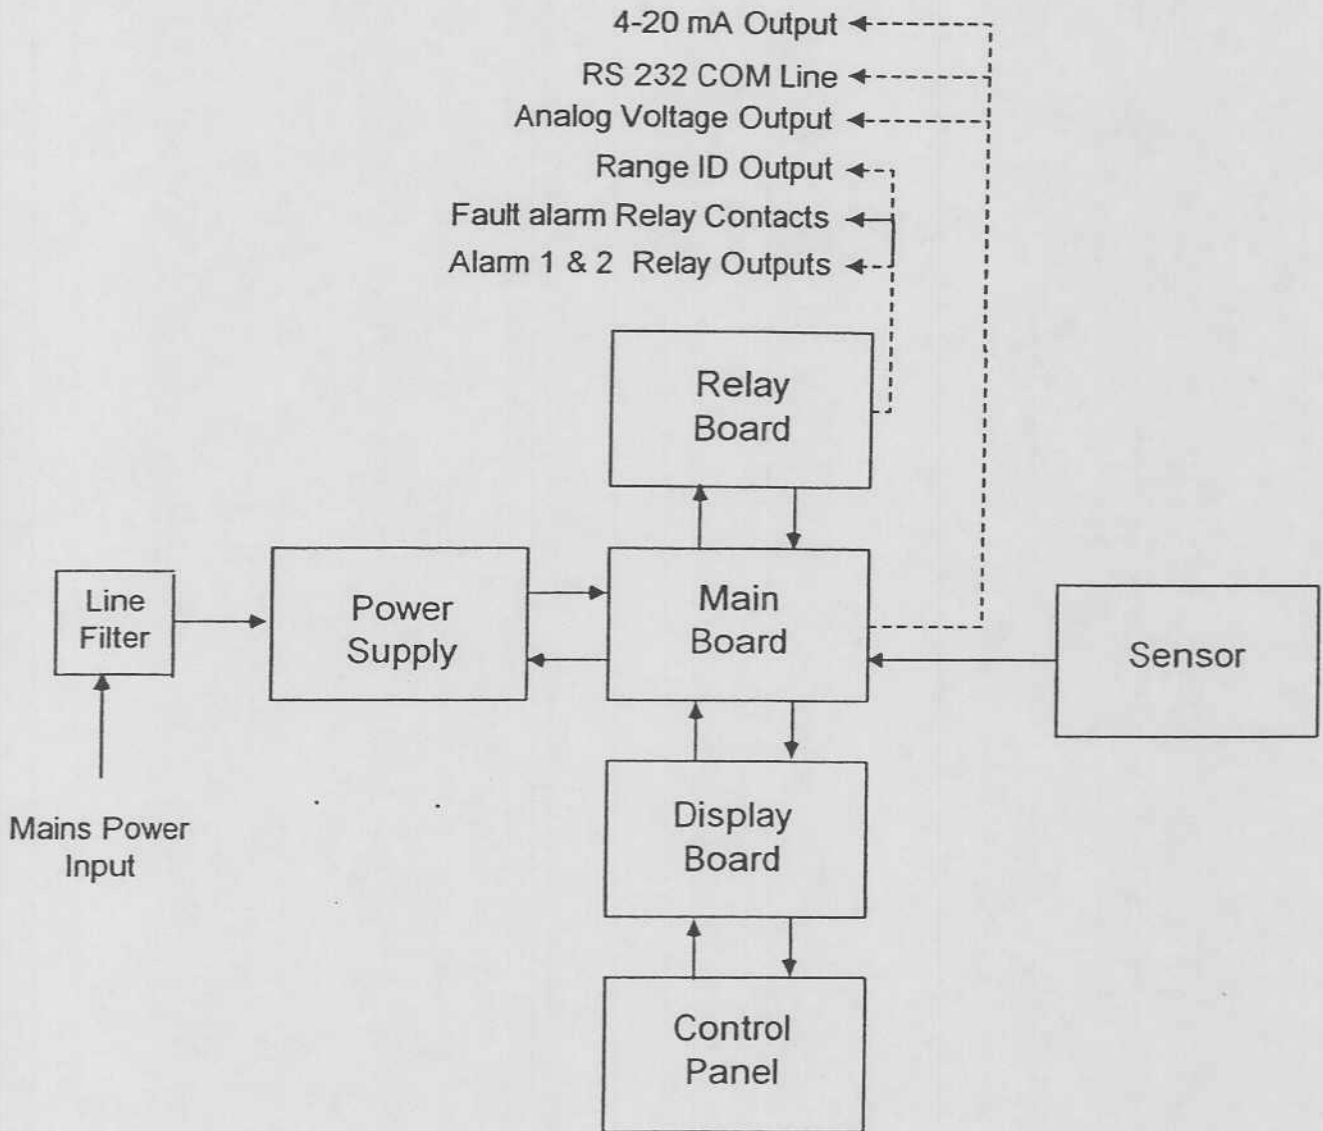 4-20 mA Output
RS 232 COM Line
Analog Voltage Output
Range ID Output
Fault alarm Relay Contacts
Alarm 1 & 2 Relay Outputs
Relay
Board
Line
Filter
Power
Supply
Main
Board
Sensor
Mains Power
Input
Display
Board
Control
Panel